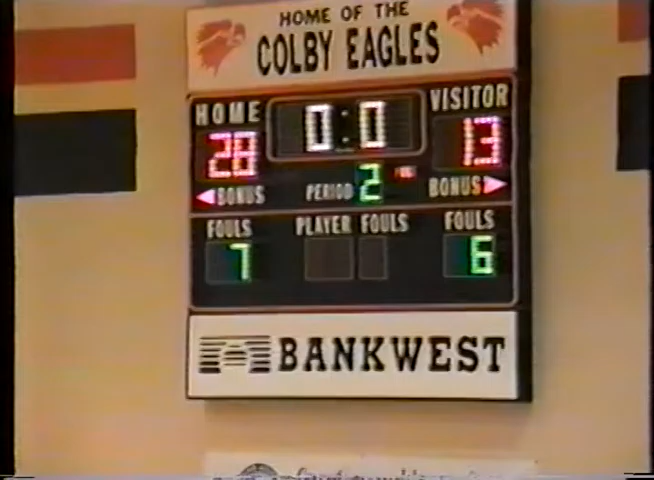 HOME OF THE
COLBY EAGLES
HOME 0:0 VISITOR
28 13
BONUS PERIOD 2 BONUS
FOULS PLAYER FOULS FOULS
7 6
BANKWEST